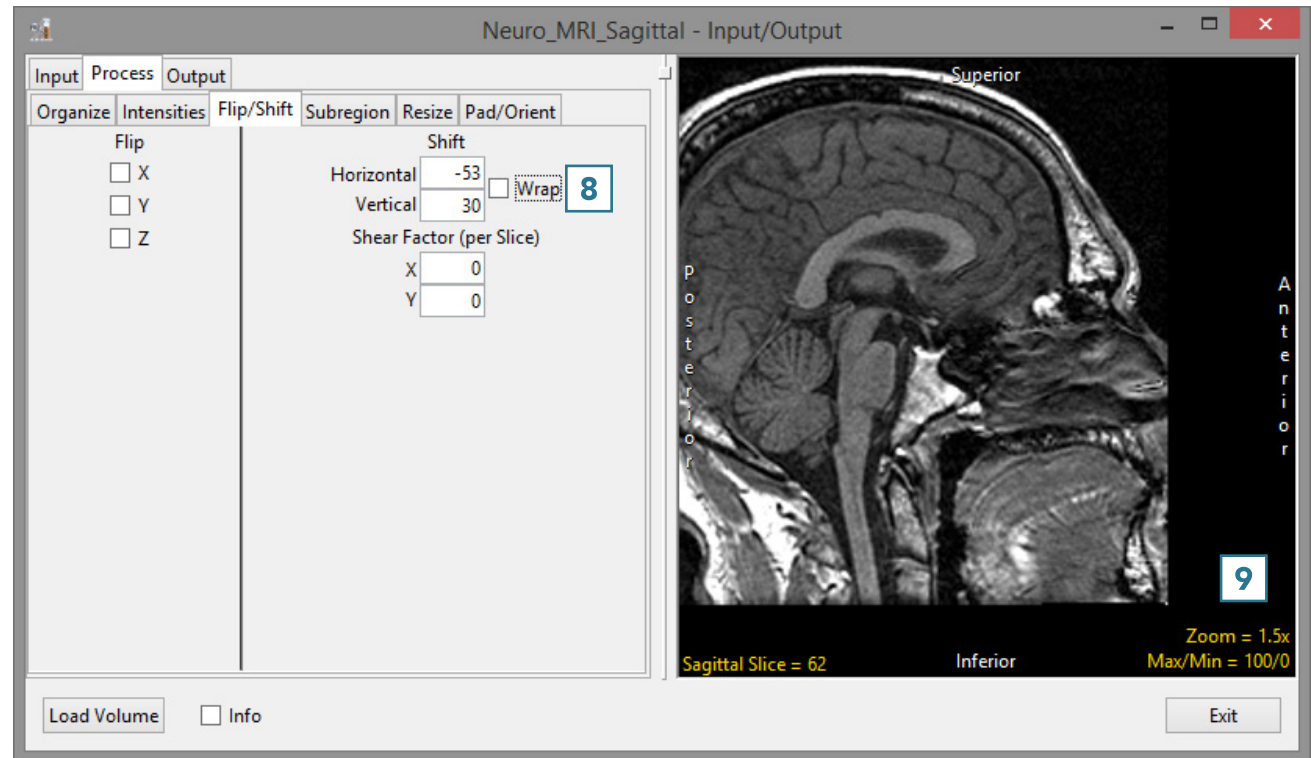 Neuro_MRI_Sagittal - Input/Output
Input Process Output
Organize Intensities Flip/Shift Subregion Resize Pad/Orient
Flip
X
Y
Z
Shift
Horizontal -53
Vertical 30
Wrap
8
Shear Factor (per Slice)
X 0
Y 0
Superior
Posterior
Anterior
9
Zoom = 1.5x
Sagittal Slice = 62 Inferior Max/Min = 100/0
Load Volume Info Exit